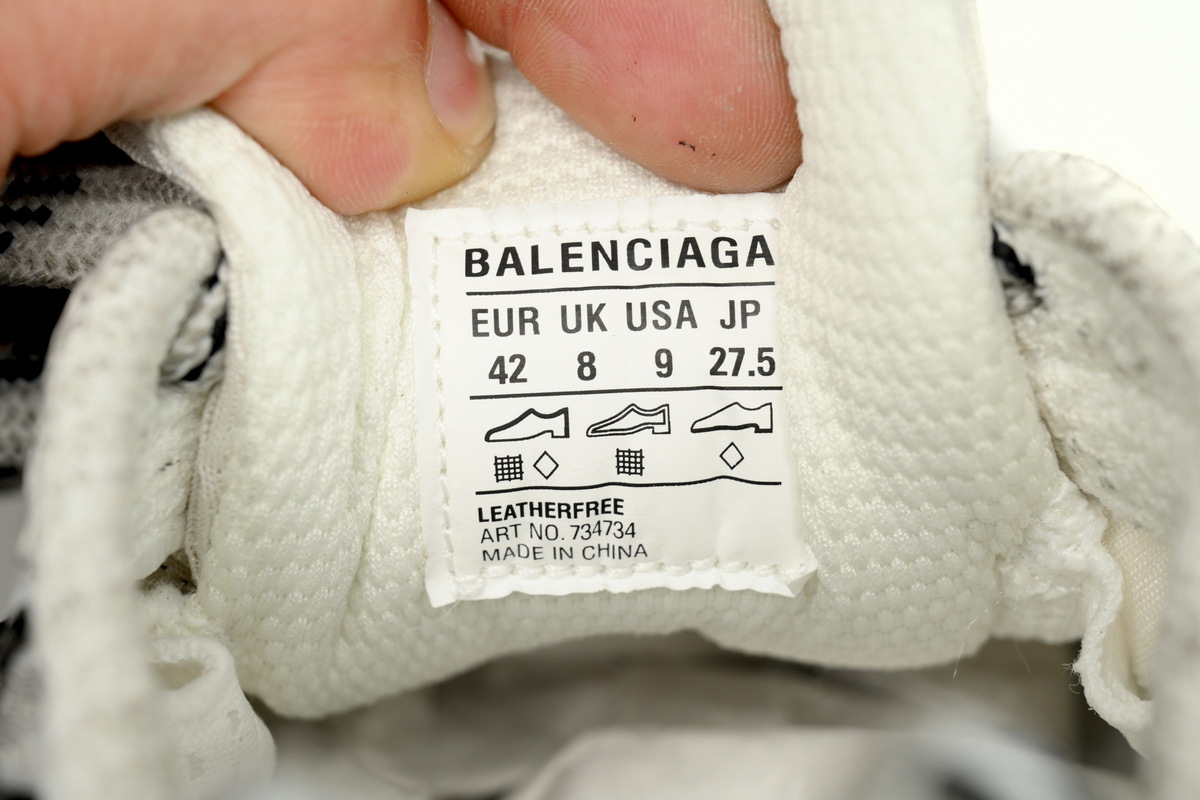 BALENCIAGA
EUR UK USA JP
42 8 9 27.5
LEATHERFREE
ART NO. 734734
MADE IN CHINA